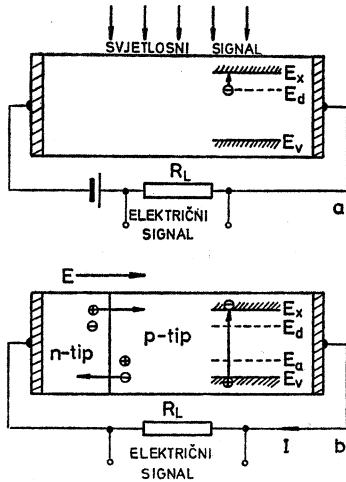 SVJETLOSNI SIGNAL
Ex
Ed
Ev
RL
ELEKTRIČNI
SIGNAL
a
E
n-tip
p-tip
Ex
Ed
Ea
Ev
RL
ELEKTRIČNI
SIGNAL
I
b